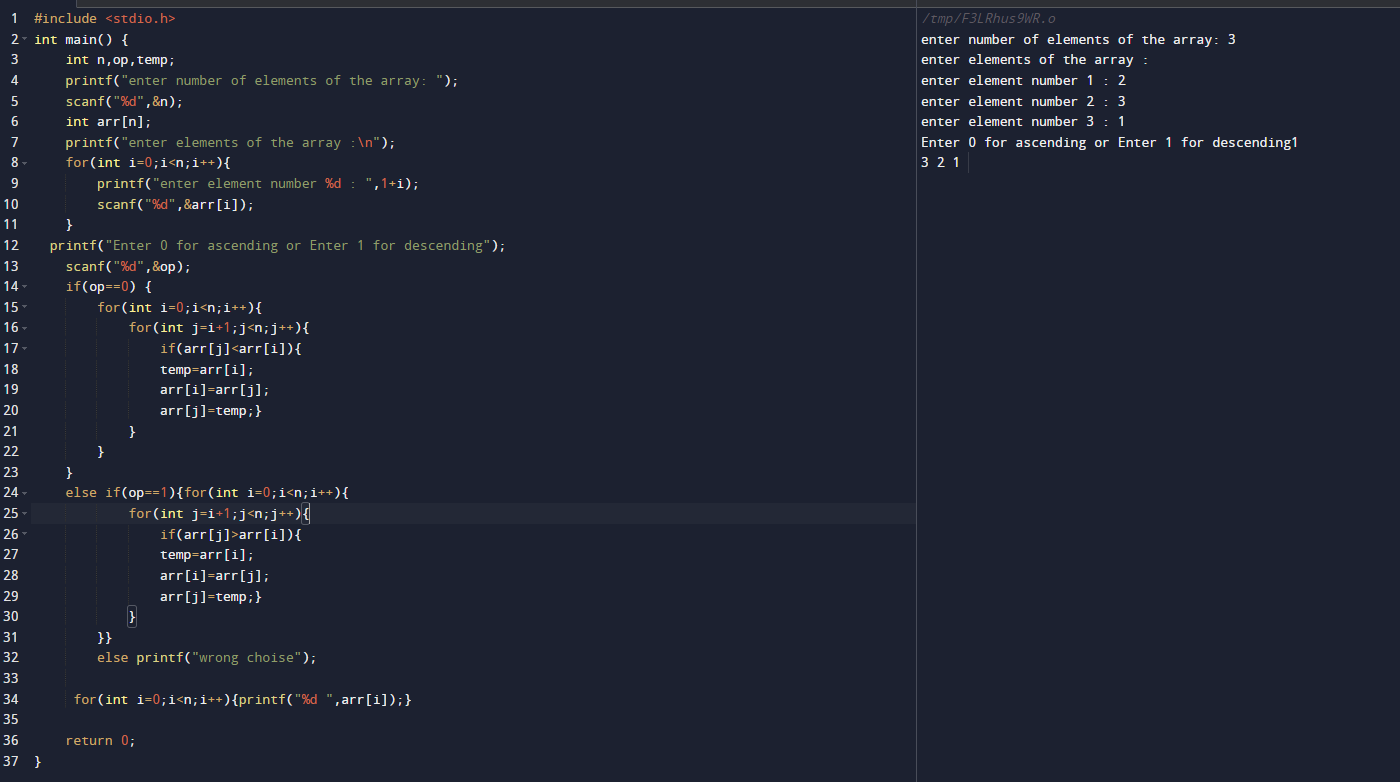 1 #include <stdio.h>
2 int main() {
3 int n,op,temp;
4 printf("enter number of elements of the array: ");
5 scanf("%d",&n);
6 int arr[n];
7 printf("enter elements of the array :\n");
8 for(int i=0;i<n;i++){
9 printf("enter element number %d : ",1+i);
10 scanf("%d",&arr[i]);
11 }
12 printf("Enter 0 for ascending or Enter 1 for descending");
13 scanf("%d",&op);
14 if(op==0) {
15 for(int i=0;i<n;i++){
16 for(int j=i+1;j<n;j++){
17 if(arr[j]<arr[i]){
18 temp=arr[i];
19 arr[i]=arr[j];
20 arr[j]=temp;}
21 }
22 }
23 }
24 else if(op==1){for(int i=0;i<n;i++){
25 for(int j=i+1;j<n;j++){
26 if(arr[j]>arr[i]){
27 temp=arr[i];
28 arr[i]=arr[j];
29 arr[j]=temp;}
30 }
31 }}
32 else printf("wrong choise");
33
34 for(int i=0;i<n;i++){printf("%d ",arr[i]);}
35
36 return 0;
37 }
/tmp/F3LRhus9WR.o
enter number of elements of the array: 3
enter elements of the array :
enter element number 1 : 2
enter element number 2 : 3
enter element number 3 : 1
Enter 0 for ascending or Enter 1 for descending1
3 2 1